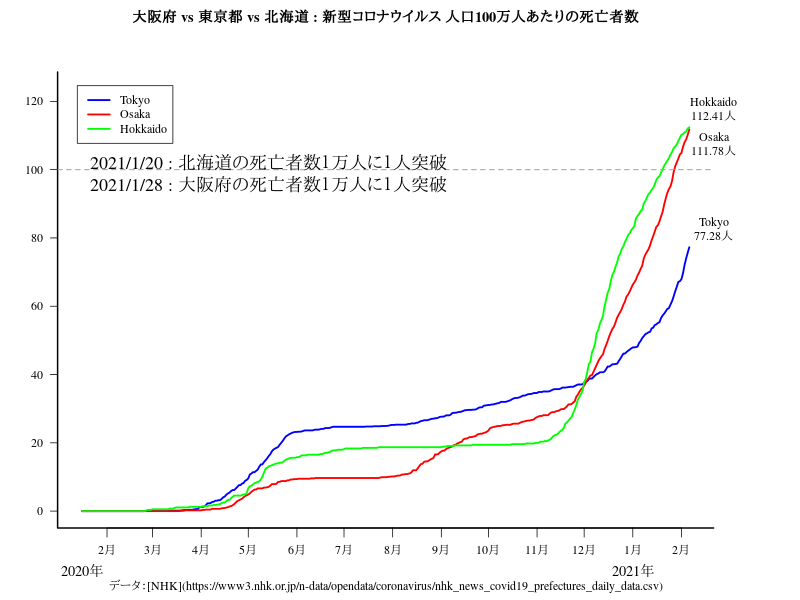 大阪府 vs 東京都 vs 北海道 : 新型コロナウイルス 人口100万人あたりの死亡者数
Tokyo
Osaka
Hokkaido
2021/1/20 : 北海道の死亡者数1万人に1人突破
2021/1/28 : 大阪府の死亡者数1万人に1人突破
Hokkaido
112.41人
Osaka
111.78人
Tokyo
77.28人
120
100
80
60
40
20
0
2月 3月 4月 5月 6月 7月 8月 9月 10月 11月 12月 1月 2月
2020年 2021年
データ:[NHK](https://www3.nhk.or.jp/n-data/opendata/coronavirus/nhk_news_covid19_prefectures_daily_data.csv)